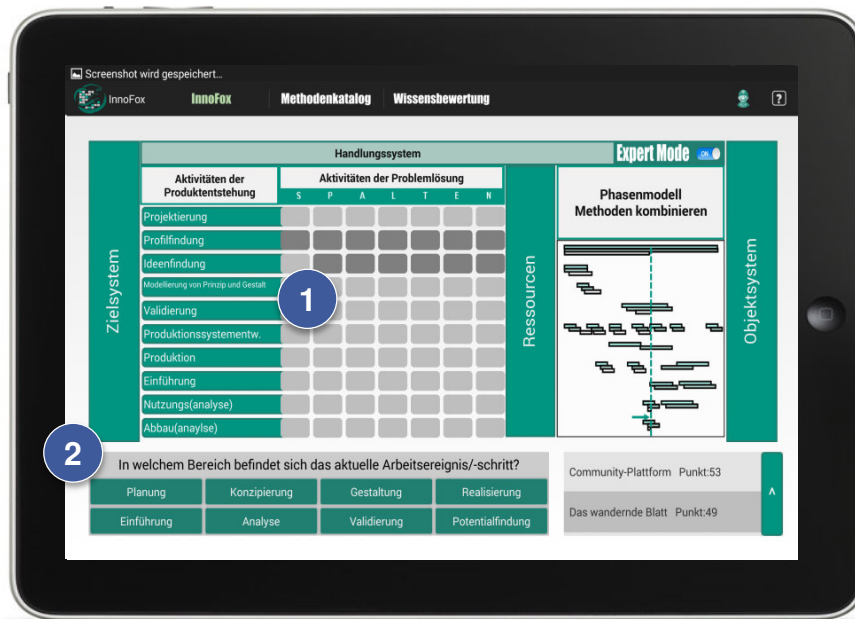 Screenshot wird gespeichert...
InnoFox InnoFox Methodenkatalog Wissensbewertung ?
Handlungssystem Expert Mode ON
Aktivitäten der
Produktentstehung
Aktivitäten der Problemlösung
S P A L T E N
Projektierung
Profilfindung
Ideenfindung
Modellierung von Prinzip und Gestalt
Validierung
Produktionssystementw.
Produktion
Einführung
Nutzungs(analyse)
Abbau(anaylse)
Zielsystem
1
Ressourcen
Phasenmodell
Methoden kombinieren
Objektsystem
2
In welchem Bereich befindet sich das aktuelle Arbeitsereignis/-schritt?
Planung Konzipierung Gestaltung Realisierung
Einführung Analyse Validierung Potentialfindung
Community-Plattform Punkt:53
Das wandernde Blatt Punkt:49